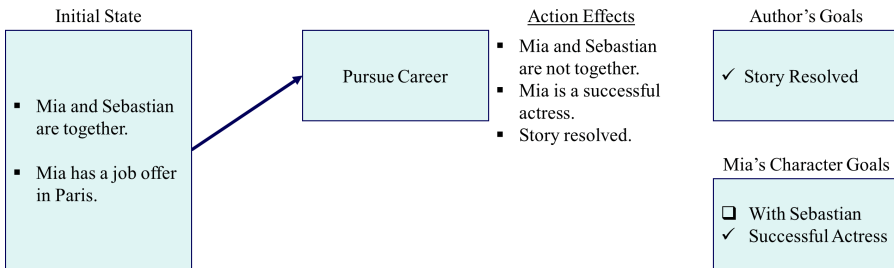 Initial State
▪ Mia and Sebastian
are together.
▪ Mia has a job offer
in Paris.
Pursue Career
Action Effects
▪ Mia and Sebastian
are not together.
▪ Mia is a successful
actress.
▪ Story resolved.
Author's Goals
✓ Story Resolved
Mia's Character Goals
❑ With Sebastian
✓ Successful Actress